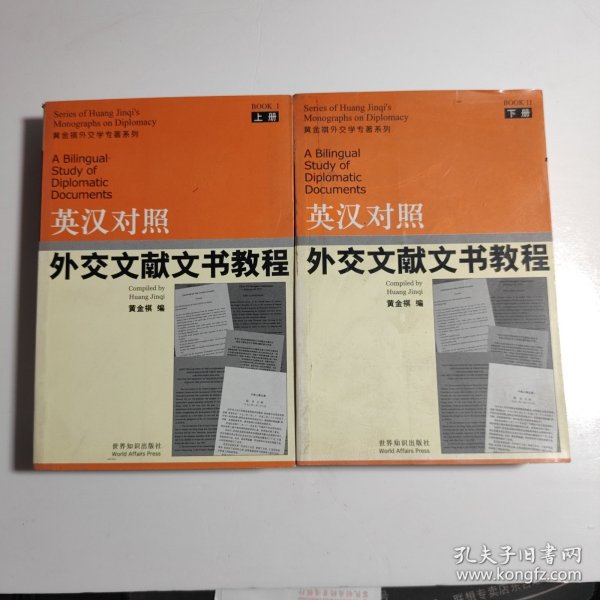 Series of Huang Jinqi's
Monographs on Diplomacy
黄金祺外交学专著系列
BOOK I
上册
A Bilingual
Study of
Diplomatic
Documents
英汉对照
外交文献文书教程
Compiled by
Huang Jinqi
黄金祺 编
世界知识出版社
World Affairs Press
Series of Huang Jinqi's
Monographs on Diplomacy
黄金祺外交学专著系列
BOOK II
下册
A Bilingual
Study of
Diplomatic
Documents
英汉对照
外交文献文书教程
Compiled by
Huang Jinqi
黄金祺 编
世界知识出版社
World Affairs Press
孔夫子旧书网
www.kongfz.com